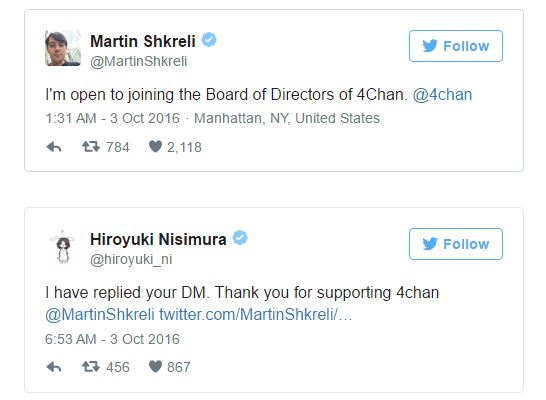 Martin Shkreli
@MartinShkreli
Follow
I'm open to joining the Board of Directors of 4Chan. @4chan
1:31 AM - 3 Oct 2016 · Manhattan, NY, United States
784 2,118
Hiroyuki Nisimura
@hiroyuki_ni
Follow
I have replied your DM. Thank you for supporting 4chan
@MartinShkreli twitter.com/MartinShkreli/…
6:53 AM - 3 Oct 2016
456 867